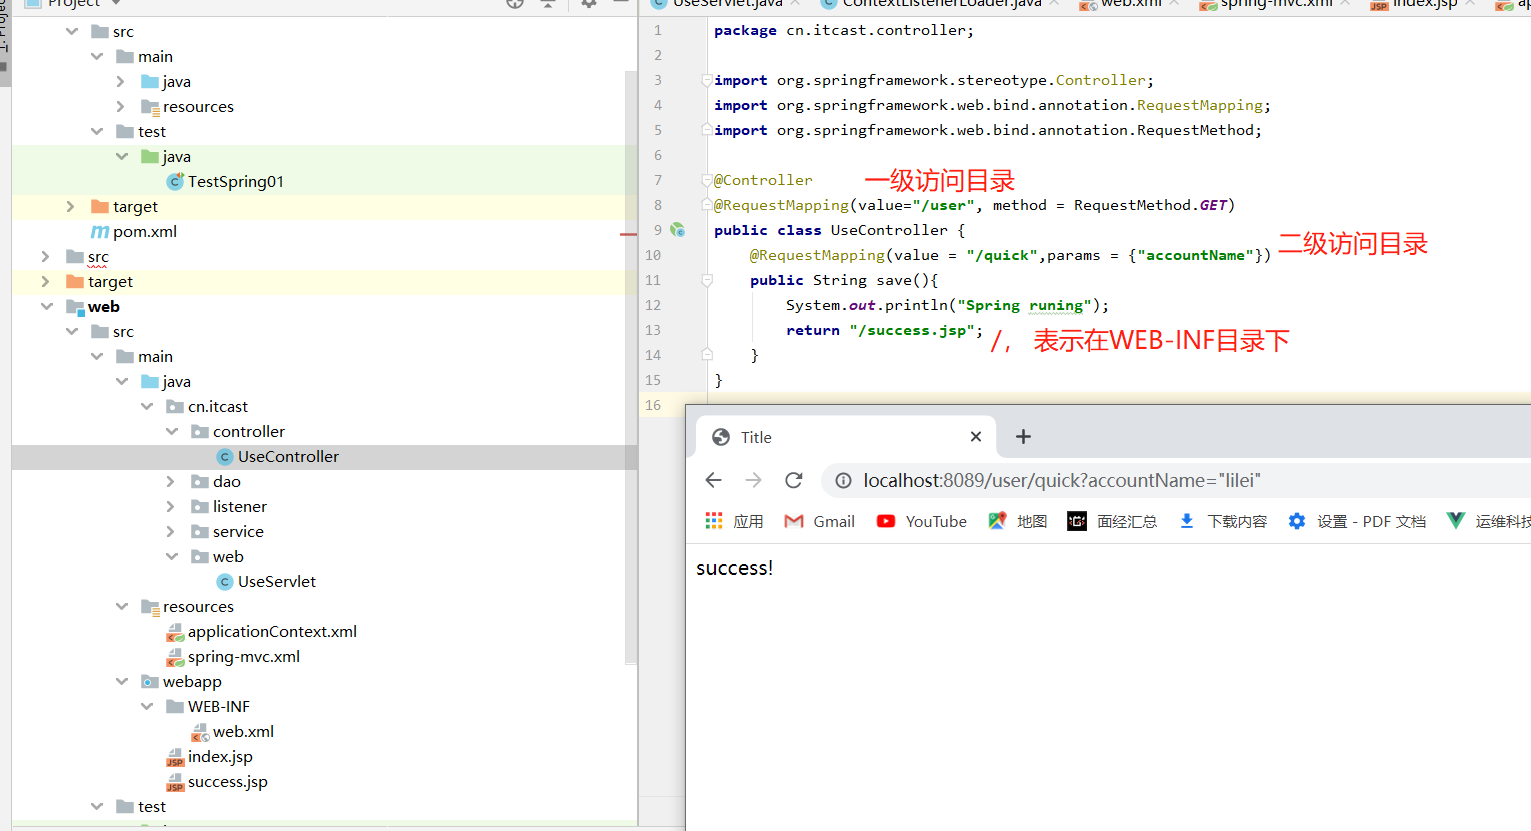 Project
src
main
java
resources
test
java
TestSpring01
target
pom.xml
src
target
web
src
main
java
cn.itcast
controller
UseController
dao
listener
service
web
UseServlet
resources
applicationContext.xml
spring-mvc.xml
webapp
WEB-INF
web.xml
index.jsp
success.jsp
test
UseServlet.java ContextListenerLoader.java web.xml spring-mvc.xml index.jsp
1 package cn.itcast.controller;
2
3 import org.springframework.stereotype.Controller;
4 import org.springframework.web.bind.annotation.RequestMapping;
5 import org.springframework.web.bind.annotation.RequestMethod;
6
7 @Controller 一级访问目录
8 @RequestMapping(value="/user", method = RequestMethod.GET)
9 public class UseController {
10 @RequestMapping(value = "/quick",params = {"accountName"}) 二级访问目录
11 public String save(){
12 System.out.println("Spring runing");
13 return "/success.jsp"; /， 表示在WEB-INF目录下
14 }
15 }
16
Title
localhost:8089/user/quick?accountName="lilei"
应用 Gmail YouTube 地图 面经汇总 下载内容 设置 - PDF 文档 运维科技
success!